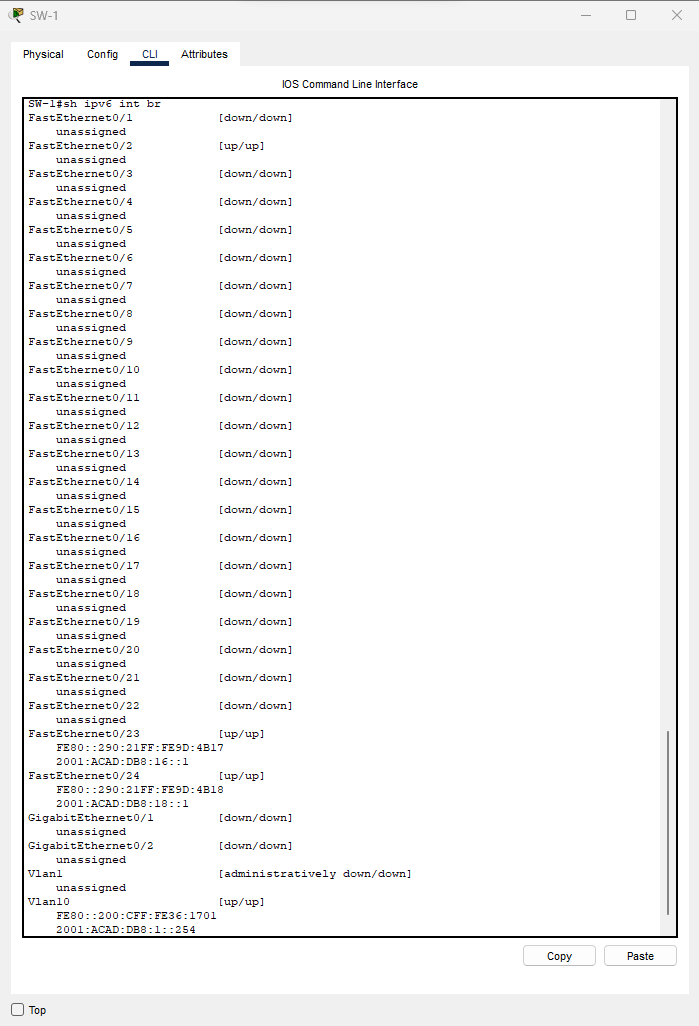 SW-1
Physical Config CLI Attributes
IOS Command Line Interface
SW-1#sh ipv6 int br
FastEthernet0/1 [down/down]
unassigned
FastEthernet0/2 [up/up]
unassigned
FastEthernet0/3 [down/down]
unassigned
FastEthernet0/4 [down/down]
unassigned
FastEthernet0/5 [down/down]
unassigned
FastEthernet0/6 [down/down]
unassigned
FastEthernet0/7 [down/down]
unassigned
FastEthernet0/8 [down/down]
unassigned
FastEthernet0/9 [down/down]
unassigned
FastEthernet0/10 [down/down]
unassigned
FastEthernet0/11 [down/down]
unassigned
FastEthernet0/12 [down/down]
unassigned
FastEthernet0/13 [down/down]
unassigned
FastEthernet0/14 [down/down]
unassigned
FastEthernet0/15 [down/down]
unassigned
FastEthernet0/16 [down/down]
unassigned
FastEthernet0/17 [down/down]
unassigned
FastEthernet0/18 [down/down]
unassigned
FastEthernet0/19 [down/down]
unassigned
FastEthernet0/20 [down/down]
unassigned
FastEthernet0/21 [down/down]
unassigned
FastEthernet0/22 [down/down]
unassigned
FastEthernet0/23 [up/up]
FE80::290:21FF:FE9D:4B17
2001:ACAD:DB8:16::1
FastEthernet0/24 [up/up]
FE80::290:21FF:FE9D:4B18
2001:ACAD:DB8:18::1
GigabitEthernet0/1 [down/down]
unassigned
GigabitEthernet0/2 [down/down]
unassigned
Vlan1 [administratively down/down]
unassigned
Vlan10 [up/up]
FE80::200:CFF:FE36:1701
2001:ACAD:DB8:1::254
Copy Paste
Top